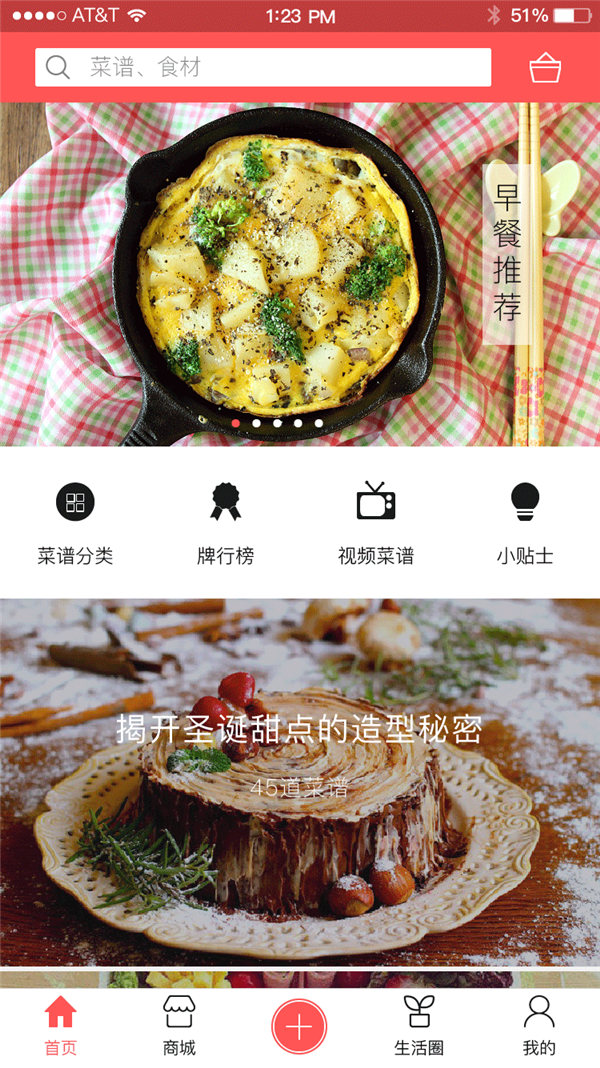 AT&T 1:23 PM 51%
菜谱、食材
早餐推荐
菜谱分类 牌行榜 视频菜谱 小贴士
揭开圣诞甜点的造型秘密
45道菜谱
首页 商城 生活圈 我的